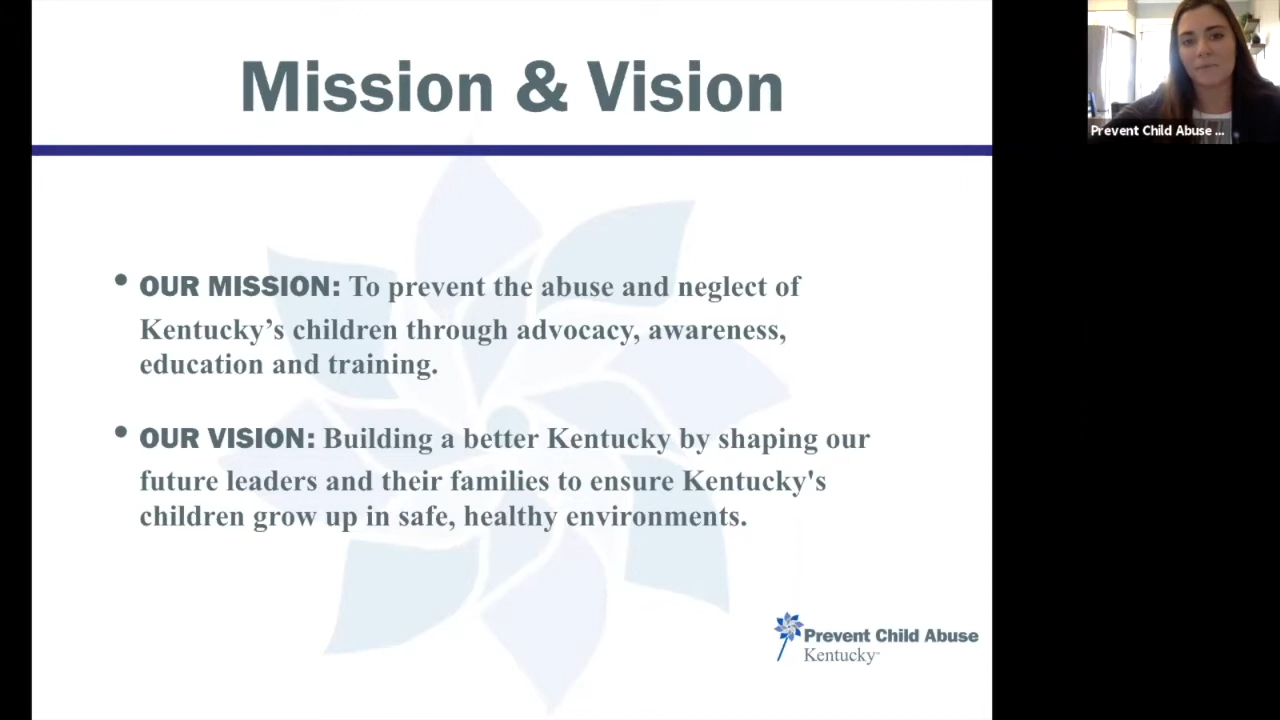 Mission & Vision
• OUR MISSION: To prevent the abuse and neglect of
Kentucky’s children through advocacy, awareness,
education and training.
• OUR VISION: Building a better Kentucky by shaping our
future leaders and their families to ensure Kentucky's
children grow up in safe, healthy environments.
Prevent Child Abuse
Kentucky™
Prevent Child Abuse ...